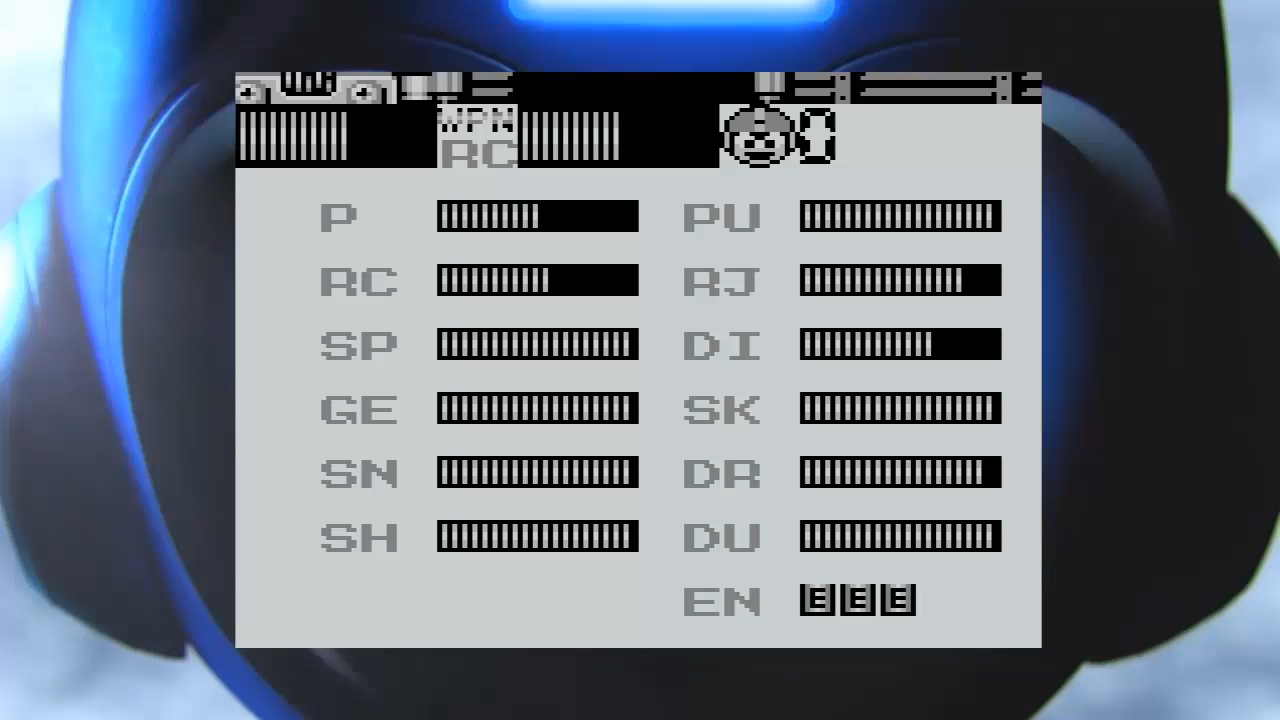 WPN
RC
P PU
RC RJ
SP DI
GE SK
SN DR
SH DU
EN E E E